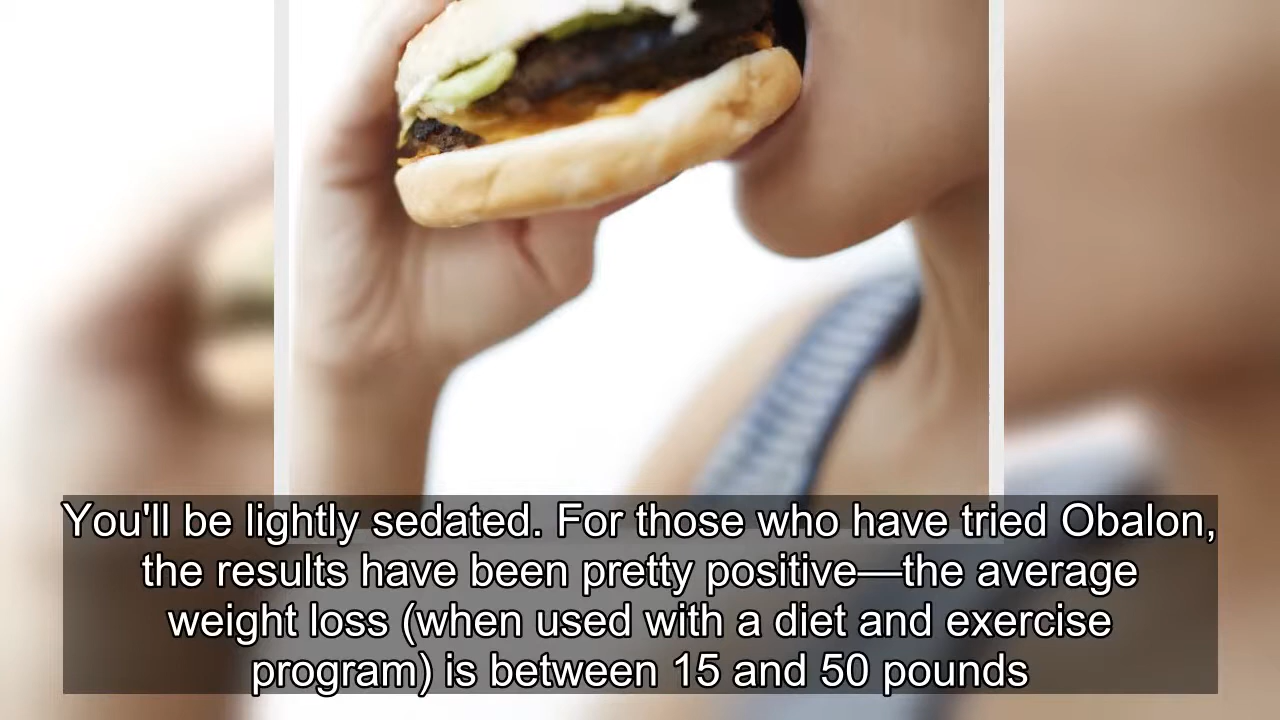 You'll be lightly sedated. For those who have tried Obalon,
the results have been pretty positive—the average
weight loss (when used with a diet and exercise
program) is between 15 and 50 pounds